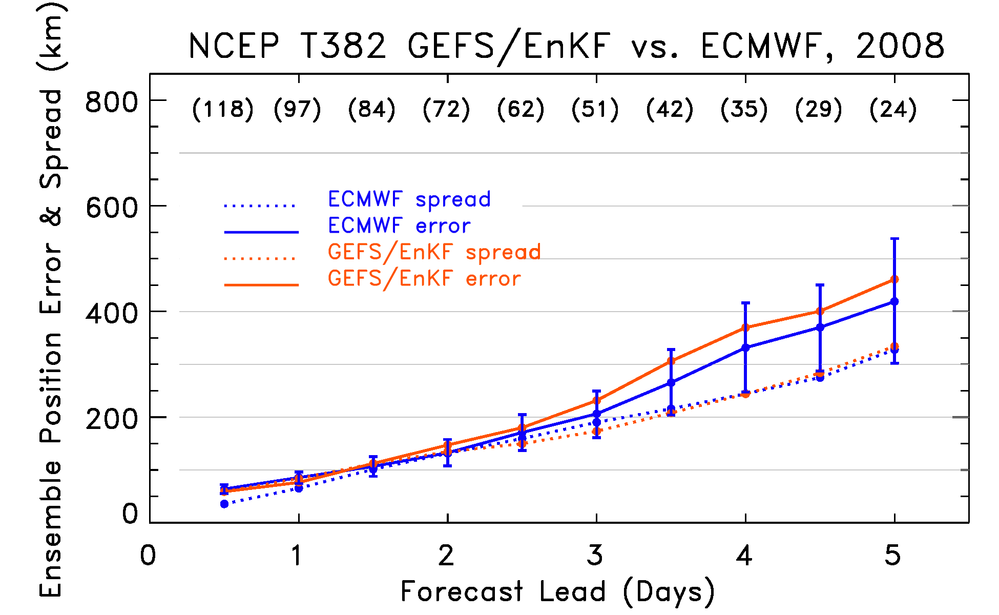 NCEP T382 GEFS/EnKF vs. ECMWF, 2008
Ensemble Position Error & Spread (km)
800
(118) (97) (84) (72) (62) (51) (42) (35) (29) (24)
600
ECMWF spread
ECMWF error
GEFS/EnKF spread
GEFS/EnKF error
400
200
0
0 1 2 3 4 5
Forecast Lead (Days)